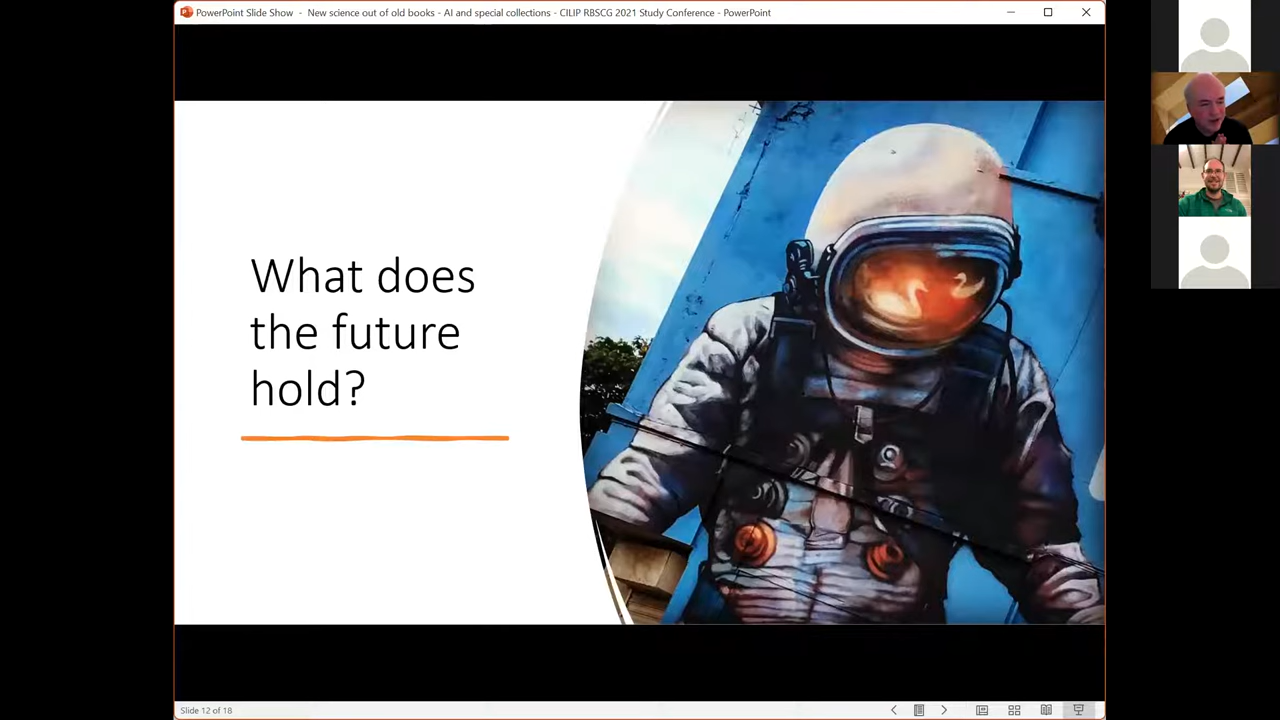 PowerPoint Slide Show - New science out of old books - AI and special collections - CILIP RBSCG 2021 Study Conference - PowerPoint
What does
the future
hold?
Slide 12 of 18